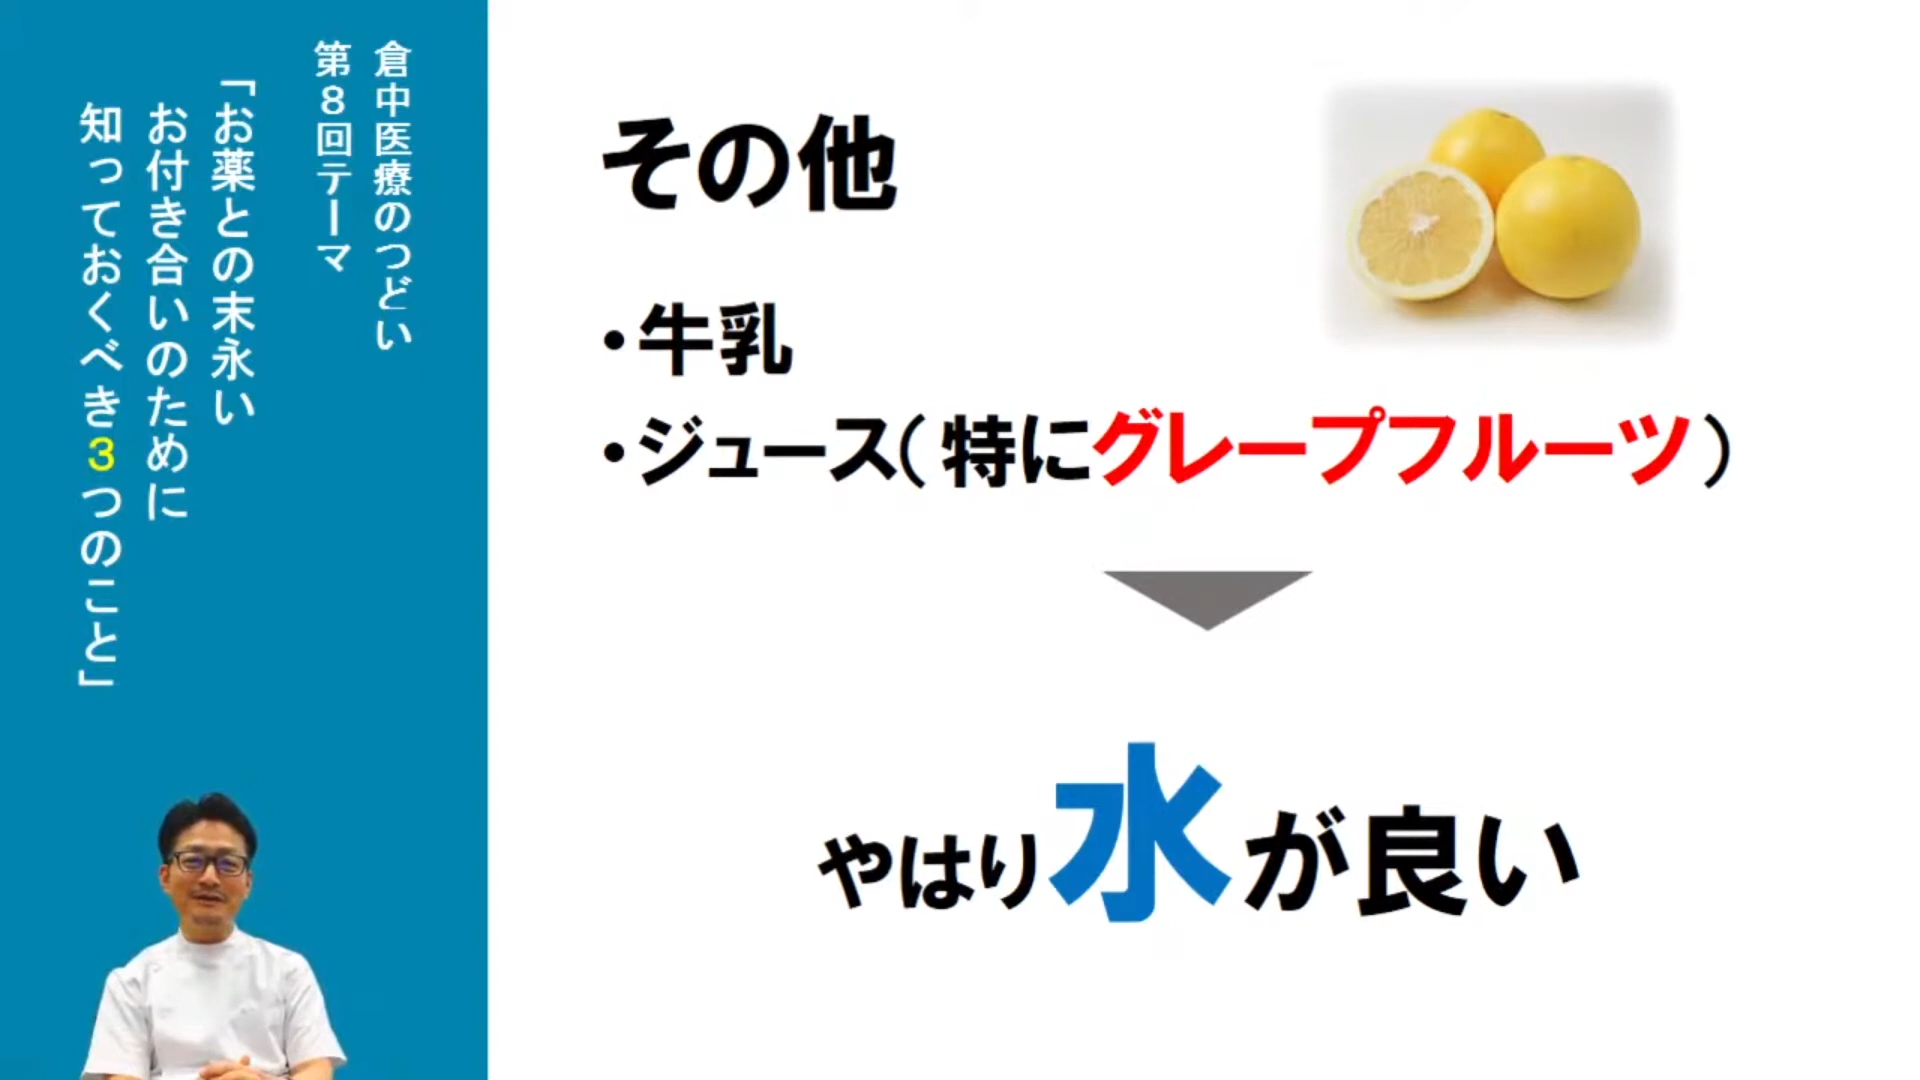 倉中医療のつどい
第８回テーマ
「お薬との末永い
お付き合いのために
知っておくべき３つのこと」
その他
・牛乳
・ジュース（特にグレープフルーツ）
やはり水が良い